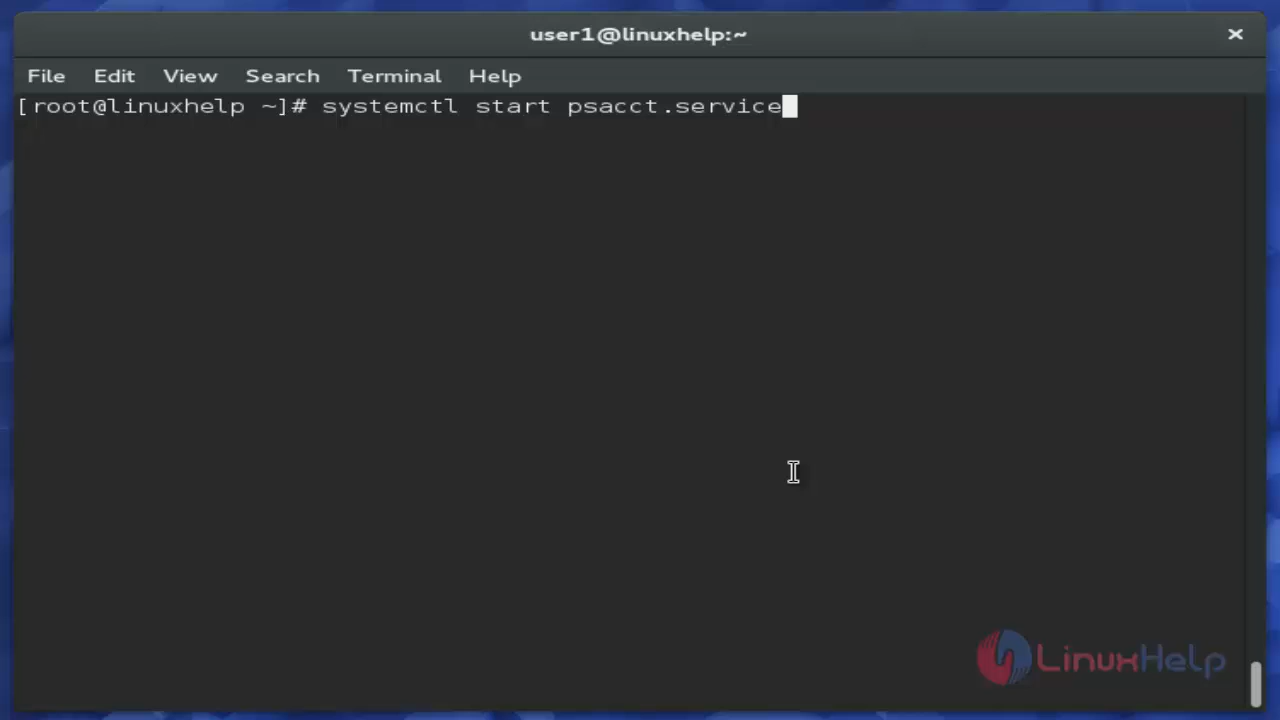 user1@linuxhelp:~ ×
File Edit View Search Terminal Help
[root@linuxhelp ~]# systemctl start psacct.service
LinuxHelp